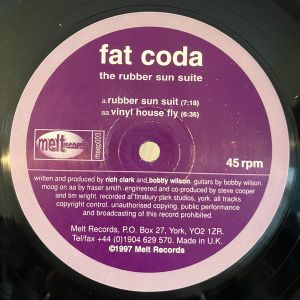 fat coda
the rubber sun suite
a.rubber sun suit (7:18)
aa.vinyl house fly (6:36)
melt
records
meap003
45 rpm
written and produced by rich clark and bobby wilson. guitars by bobby wilson.
moog on aa by fraser smith. engineered and co-produced by steve cooper
and tim wright. recorded at finsbury park studios, york. all tracks
copyright control. unauthorised copying. public performance
and broadcasting of this record prohibited.
Melt Records, P.O. Box 27, York, YO2 1ZR.
Tel/fax +44 (0)1904 629 570. Made in U.K.
©1997 Melt Records